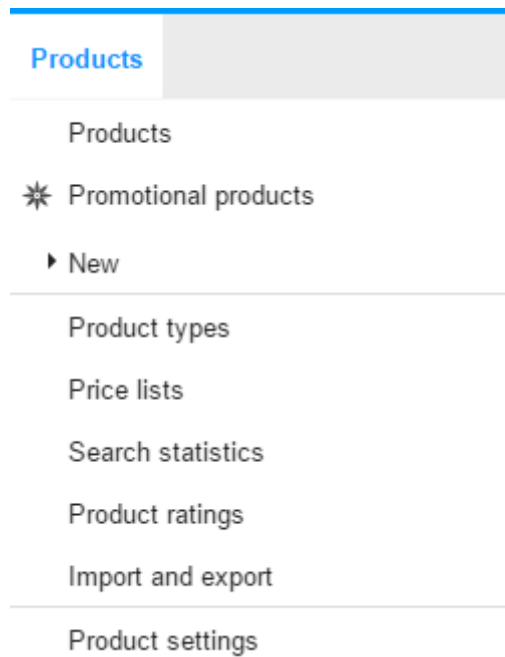 Products
Products
Promotional products
New
Product types
Price lists
Search statistics
Product ratings
Import and export
Product settings